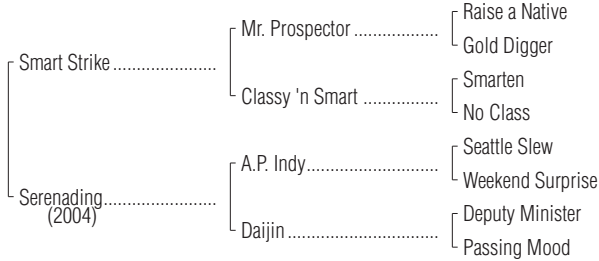 Raise a Native
Mr. Prospector ..................
Gold Digger
Smart Strike ......................
Smarten
Classy 'n Smart ................
No Class
Seattle Slew
A.P. Indy............................
Weekend Surprise
Serenading........................
(2004)
Deputy Minister
Daijin ................................
Passing Mood